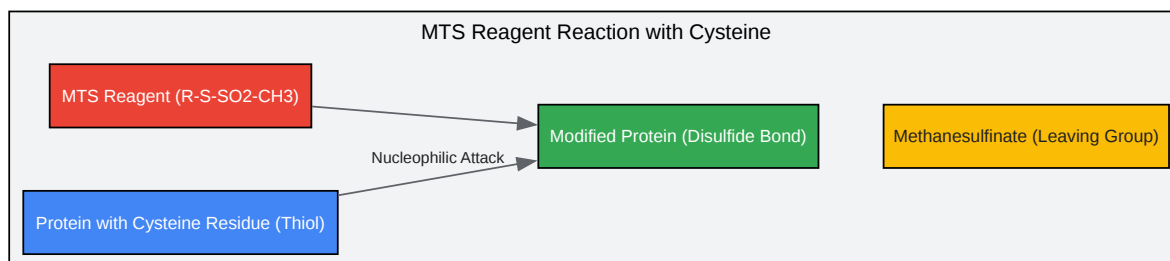 MTS Reagent Reaction with Cysteine
MTS Reagent (R-S-SO2-CH3)
Modified Protein (Disulfide Bond)
Methanesulfinate (Leaving Group)
Nucleophilic Attack
Protein with Cysteine Residue (Thiol)